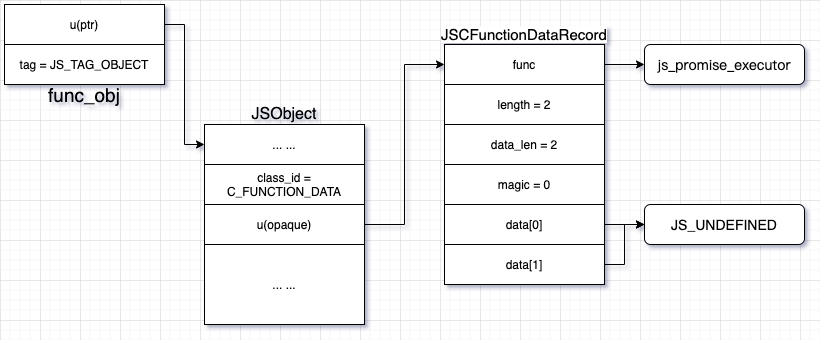 u(ptr)
tag = JS_TAG_OBJECT
func_obj
JSObject
... ...
class_id =
C_FUNCTION_DATA
u(opaque)
... ...
JSCFunctionDataRecord
func
length = 2
data_len = 2
magic = 0
data[0]
data[1]
js_promise_executor
JS_UNDEFINED